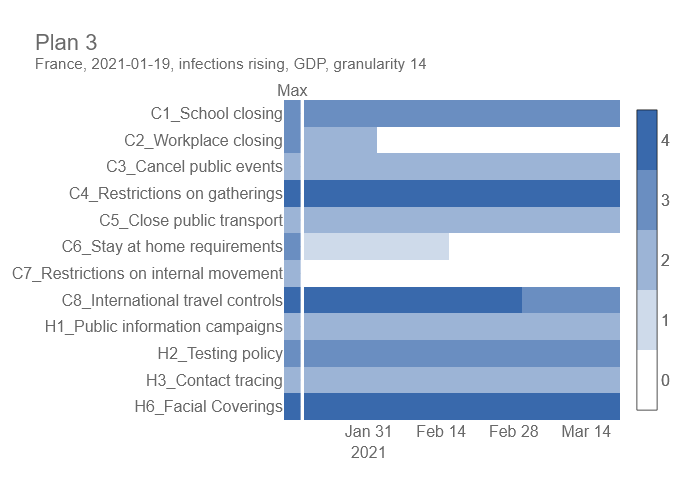 Plan 3
France, 2021-01-19, infections rising, GDP, granularity 14
Max
C1_School closing
C2_Workplace closing
C3_Cancel public events
C4_Restrictions on gatherings
C5_Close public transport
C6_Stay at home requirements
C7_Restrictions on internal movement
C8_International travel controls
H1_Public information campaigns
H2_Testing policy
H3_Contact tracing
H6_Facial Coverings
Jan 31 Feb 14 Feb 28 Mar 14
2021
4
3
2
1
0